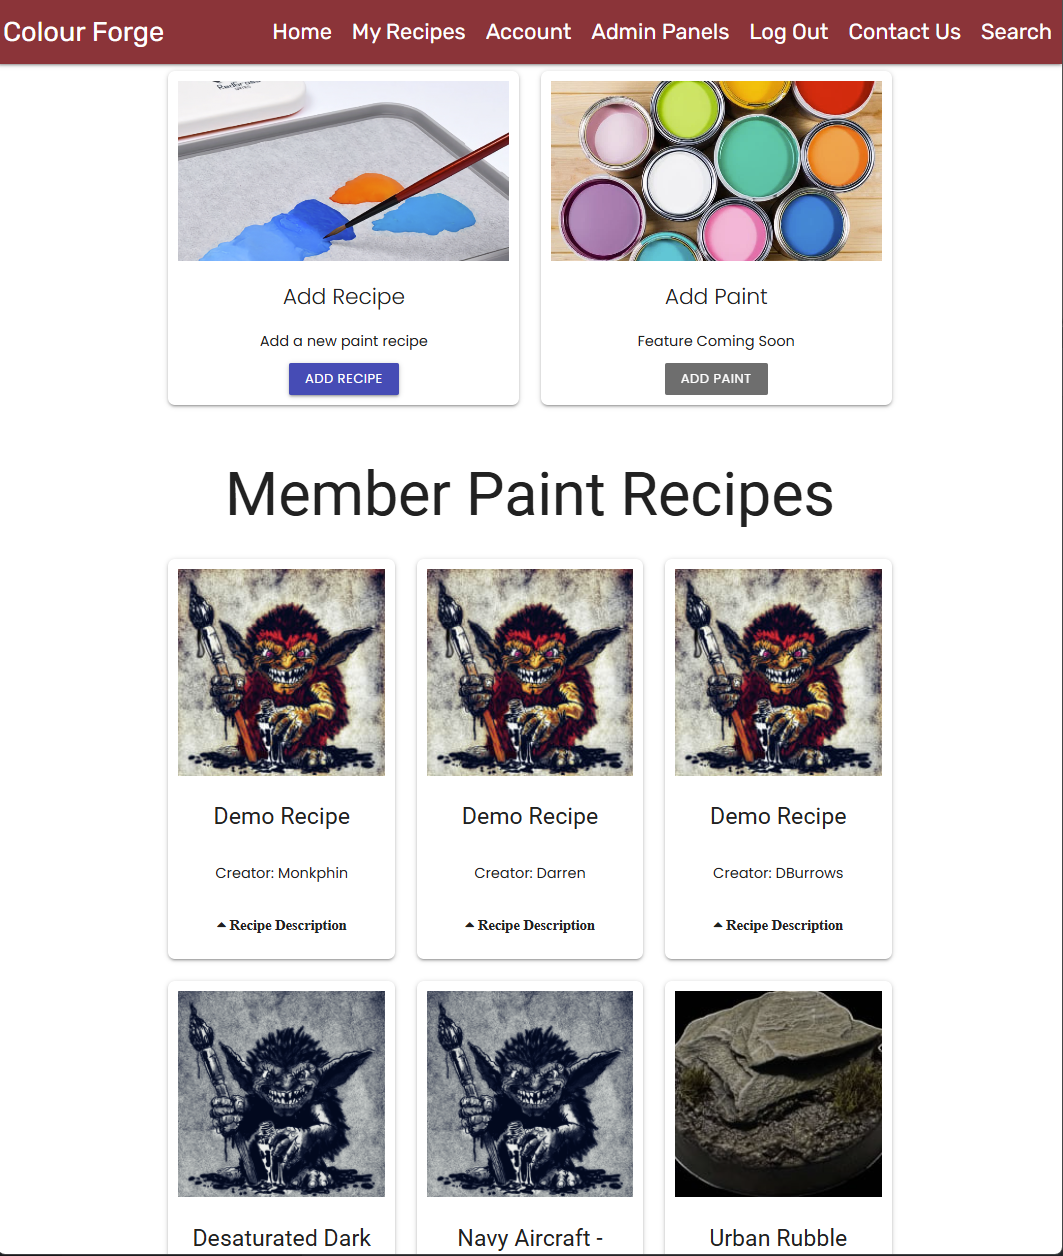 Colour Forge
Home My Recipes Account Admin Panels Log Out Contact Us Search
Add Recipe
Add a new paint recipe
ADD RECIPE
Add Paint
Feature Coming Soon
ADD PAINT
Member Paint Recipes
Demo Recipe
Creator: Monkphin
Recipe Description
Demo Recipe
Creator: Darren
Recipe Description
Demo Recipe
Creator: DBurrows
Recipe Description
Desaturated Dark
Navy Aircraft -
Urban Rubble